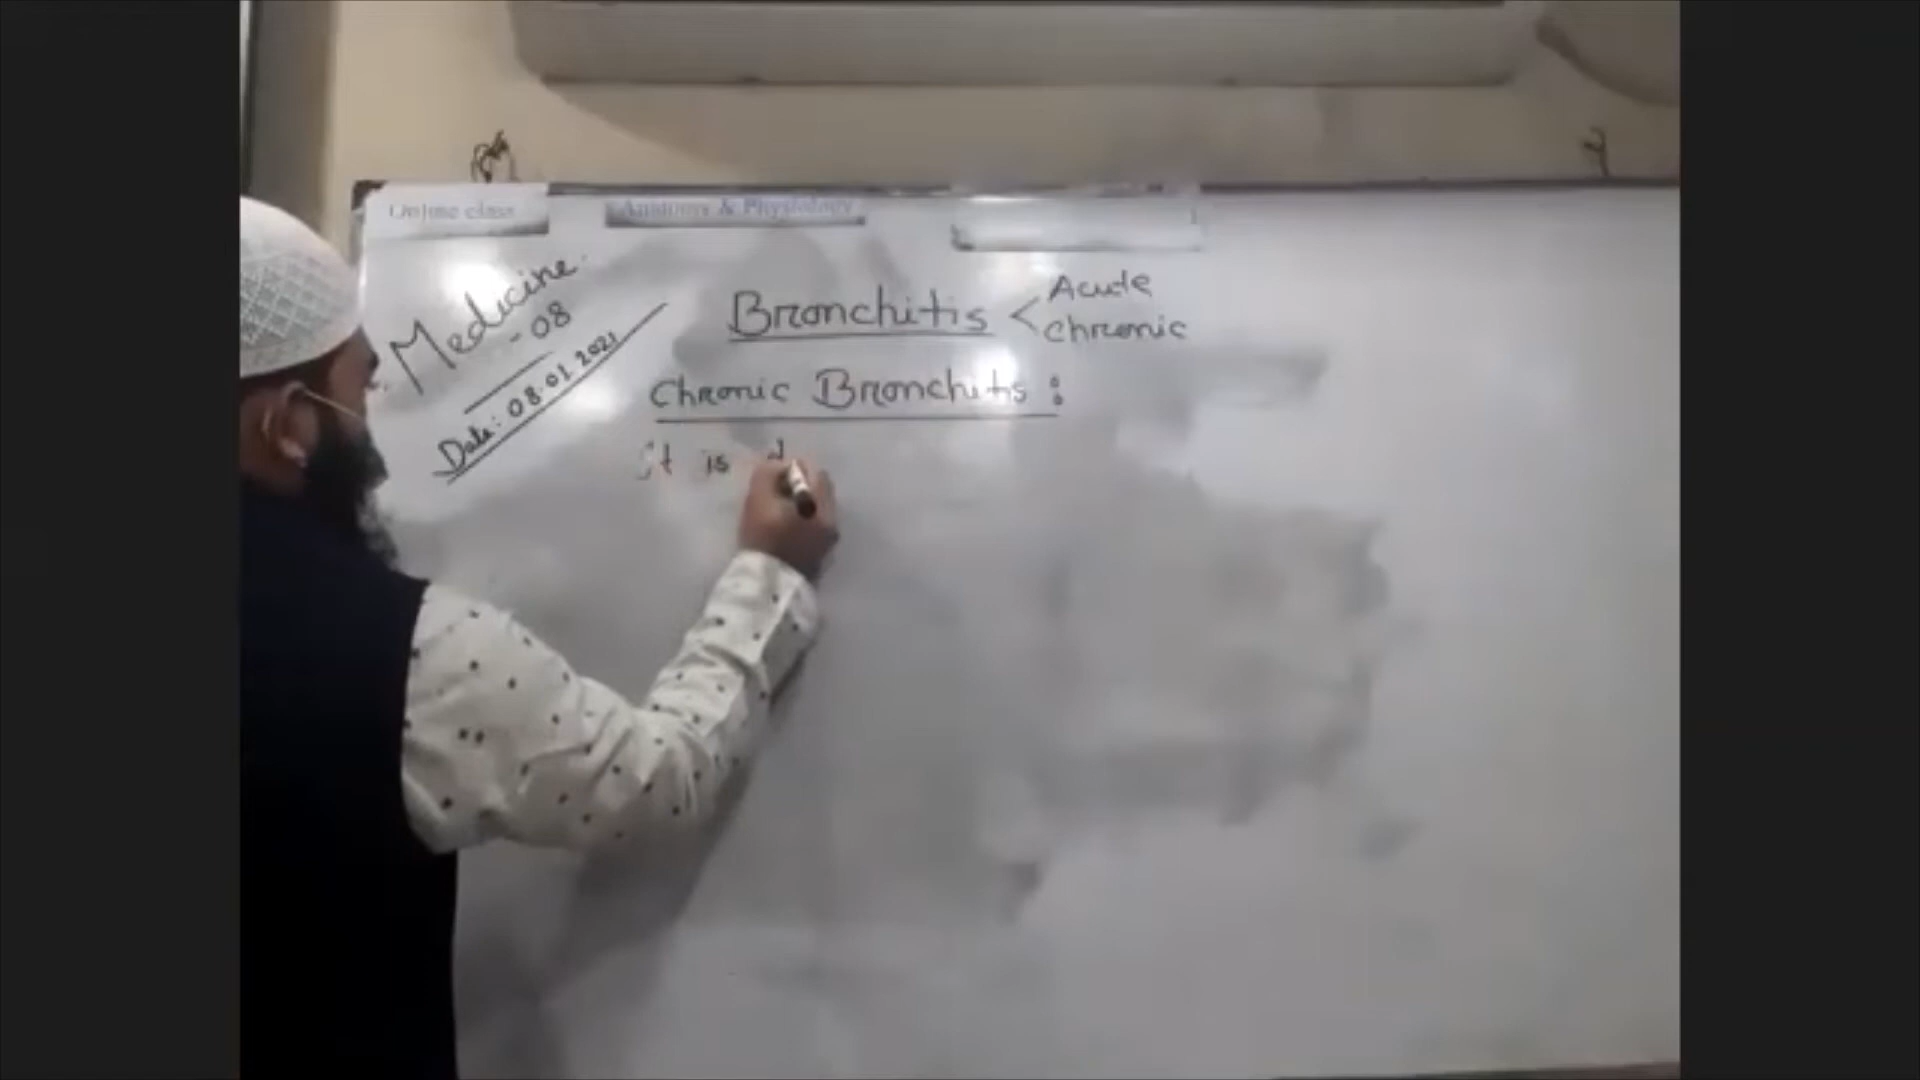 Online class
Anatomy & Physiology
Medicine
-08
Date: 08.01.2021
Bronchitis < Acute
Chronic
Chronic Bronchitis :
It is d